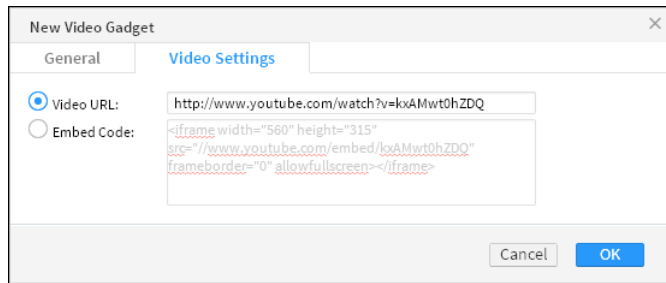 New Video Gadget
General Video Settings
Video URL: http://www.youtube.com/watch?v=kxAMwt0hZDQ
Embed Code: <iframe width="560" height="315"
src="//www.youtube.com/embed/kxAMwt0hZDQ"
frameborder="0" allowfullscreen></iframe>
Cancel OK